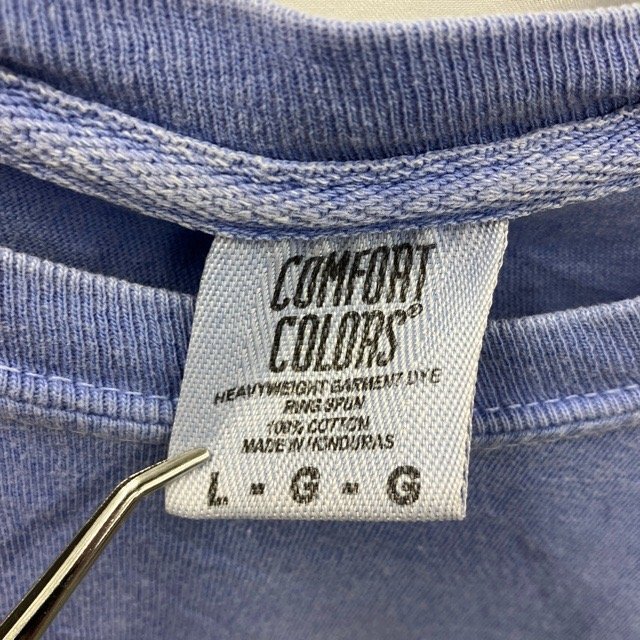 COMFORT
COLORS®
HEAVYWEIGHT GARMENT DYE
RING SPUN
100% COTTON
MADE IN HONDURAS
L - G - G